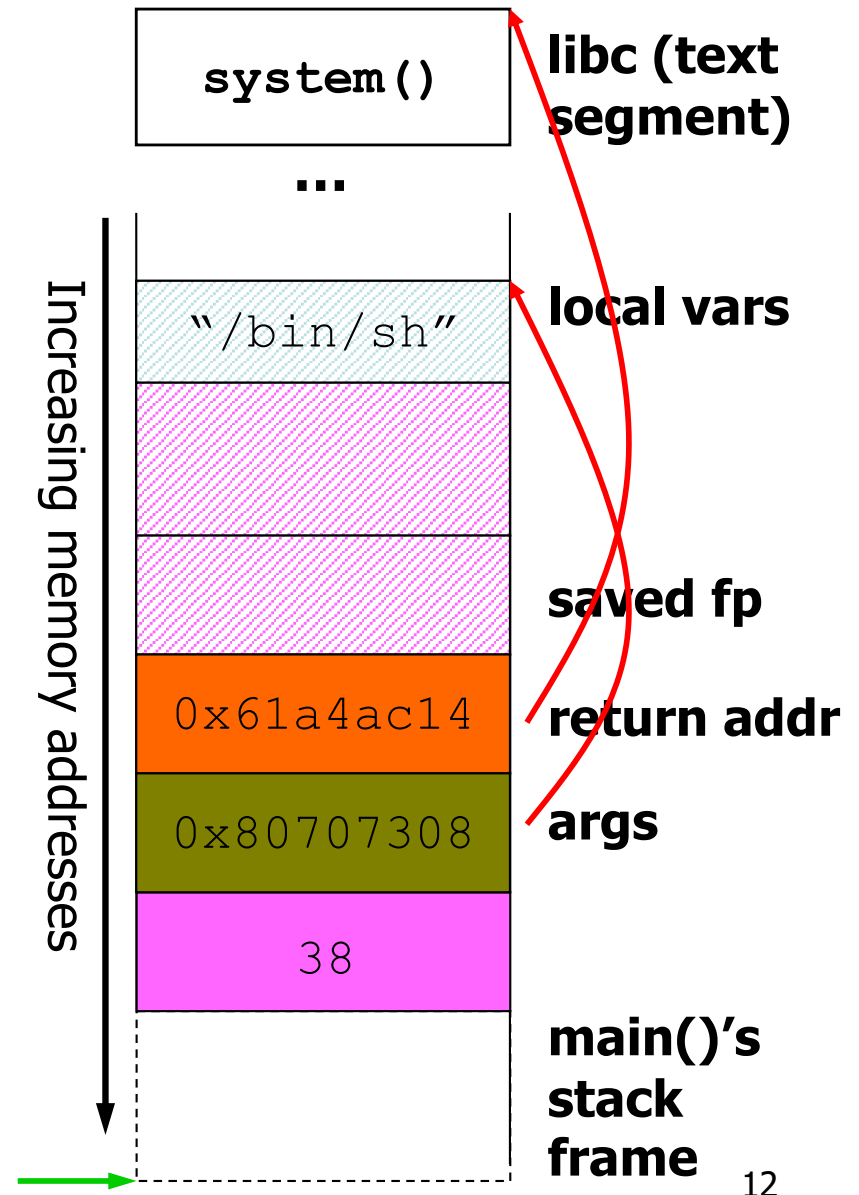 system()
libc (text
segment)
...
Increasing memory addresses
“/bin/sh”
local vars
saved fp
0x61a4ac14
return addr
0x80707308
args
38
main()’s
stack
frame
12